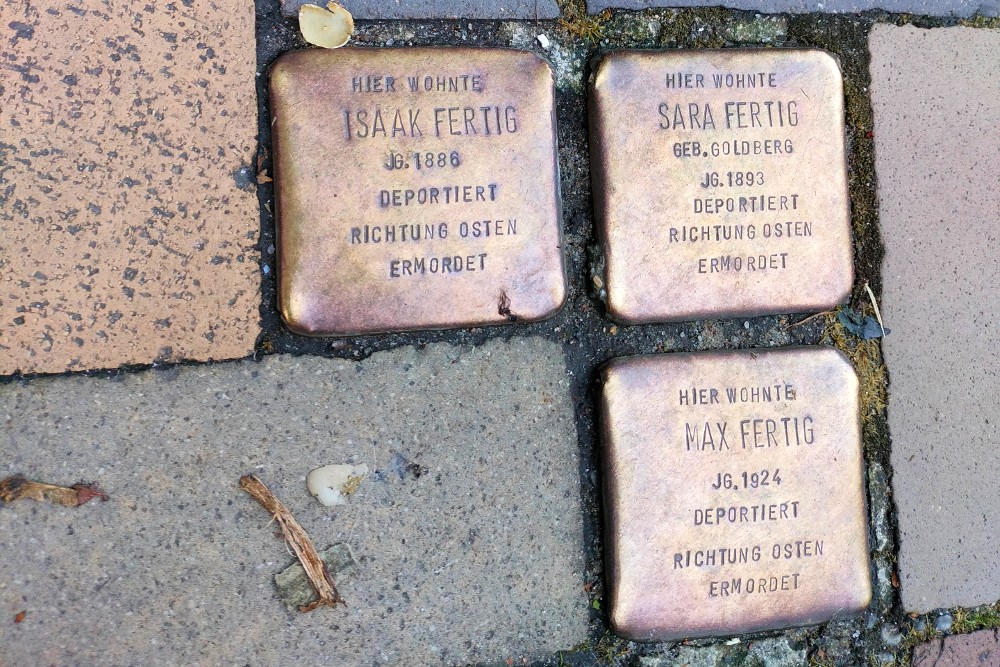 HIER WOHNTE
ISAAK FERTIG
JG. 1886
DEPORTIERT
RICHTUNG OSTEN
ERMORDET
HIER WOHNTE
SARA FERTIG
GEB. GOLDBERG
JG. 1893
DEPORTIERT
RICHTUNG OSTEN
ERMORDET
HIER WOHNTE
MAX FERTIG
JG. 1924
DEPORTIERT
RICHTUNG OSTEN
ERMORDET